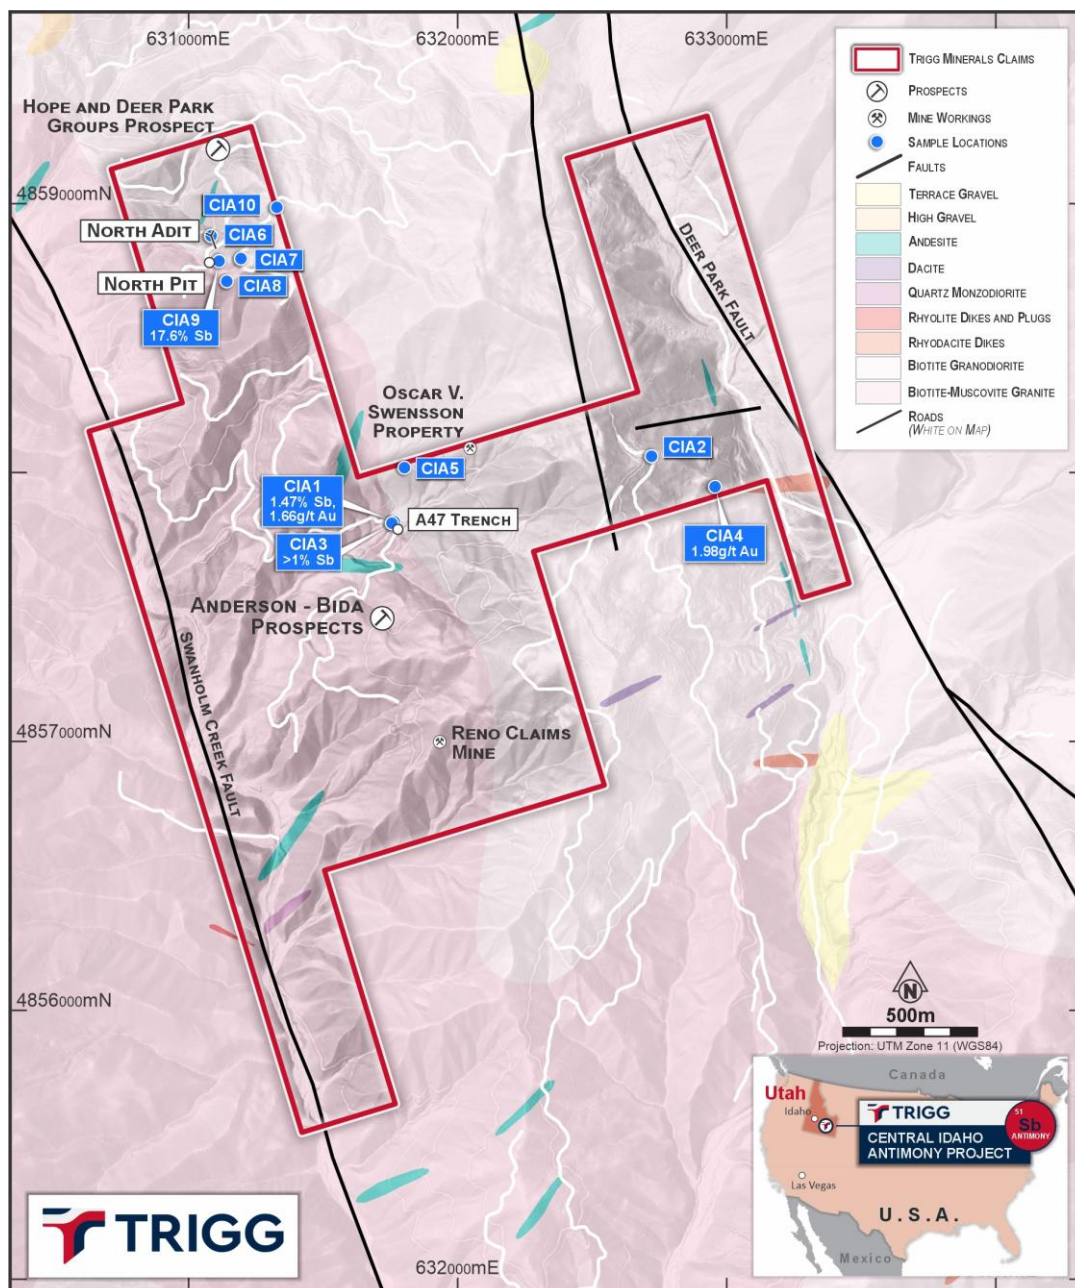 631000mE
632000mE
633000mE
TRIGG MINERALS CLAIMS
PROSPECTS
MINE WORKINGS
SAMPLE LOCATIONS
FAULTS
TERRACE GRAVEL
HIGH GRAVEL
ANDESITE
DACITE
QUARTZ MONZODIORITE
RHYOLITE DIKES AND PLUGS
RHYODACITE DIKES
BIOTITE GRANODIORITE
BIOTITE-MUSCOVITE GRANITE
ROADS
(WHITE ON MAP)
HOPE AND DEER PARK
GROUPS PROSPECT
4859000mN
CIA10
NORTH ADIT
CIA6
CIA7
NORTH PIT
CIA8
CIA9
17.6% Sb
DEER PARK FAULT
OSCAR V.
SWENSSON
PROPERTY
CIA5
CIA2
CIA1
1.47% Sb,
1.66g/t Au
A47 TRENCH
CIA3
>1% Sb
CIA4
1.98g/t Au
ANDERSON - BIDA
PROSPECTS
SWANHOLM CREEK FAULT
4857000mN
RENO CLAIMS
MINE
4856000mN
N
500m
Projection: UTM Zone 11 (WGS84)
Canada
Utah
Idaho
TRIGG
51
Sb
ANTIMONY
CENTRAL IDAHO
ANTIMONY PROJECT
Las Vegas
U.S.A.
Mexico
TRIGG
632000mE